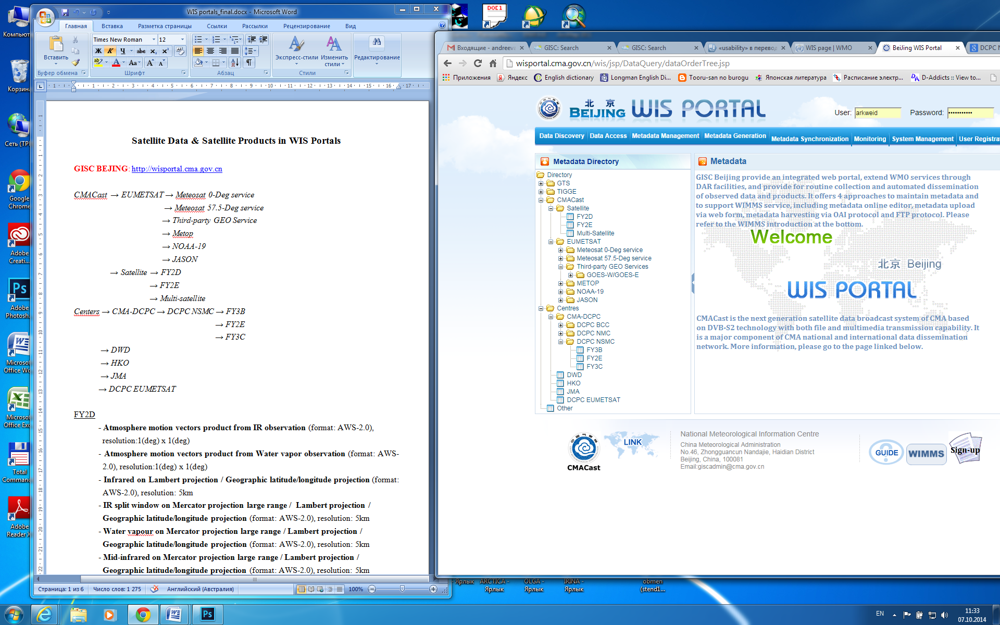 Компьют
Корзина
Сеть (TPI
Google
Chrome
Adobe
Creati...
Adobe
Photosh...
Microso
Office Wo
Microso
Office Exc
Total
Comman
Adobe
Reader X
WIS portals_final.docx - Microsoft Word
Главная Вставка Разметка страницы Ссылки Рассылки Рецензирование Вид
Вставить
Буфер обмена
Times New Roman 12
Шрифт
Абзац
Экспресс-стили Изменить стили
Стили
Редактирование
Satellite Data & Satellite Products in WIS Portals
GISC BEJING: http://wisportal.cma.gov.cn
CMACast → EUMETSAT → Meteosat 0-Deg service
→ Meteosat 57.5-Deg service
→ Third-party GEO Service
→ Metop
→ NOAA-19
→ JASON
→ Satellite → FY2D
→ FY2E
→ Multi-satellite
Centers → CMA-DCPC → DCPC NSMC → FY3B
→ FY2E
→ FY3C
→ DWD
→ HKO
→ JMA
→ DCPC EUMETSAT
FY2D
- Atmosphere motion vectors product from IR observation (format: AWS-2.0),
resolution:1(deg) x 1(deg)
- Atmosphere motion vectors product from Water vapor observation (format: AWS-
2.0), resolution:1(deg) x 1(deg)
- Infrared on Lambert projection / Geographic latitude/longitude projection (format:
AWS-2.0), resolution: 5km
- IR split window on Mercator projection large range / Lambert projection /
Geographic latitude/longitude projection (format: AWS-2.0), resolution: 5km
- Water vapour on Mercator projection large range / Lambert projection /
Geographic latitude/longitude projection (format: AWS-2.0), resolution: 5km
- Mid-infrared on Mercator projection large range / Lambert projection /
Geographic latitude/longitude projection (format: AWS-2.0), resolution: 5km
Страница: 1 из 6 Число слов: 1 275 Английский (Австралия) 100%
DOC1
Входящие - andreeva GISC: Search GISC: Search «usability» в перевод WIS page | WMO BeiJing WIS Portal DCPC N
wisportal.cma.gov.cn/wis/jsp/DataQuery/dataOrderTree.jsp
Приложения Яндекс English dictionary Longman English Di... Tooru-san no burogu Японская литература Расписание электр... D-Addicts :: View to...
北京 BEIJING WIS PORTAL
User: arkweid Password:
Data Discovery Data Access Metadata Management Metadata Generation Metadata Synchronization Monitoring System Management User Registra
Metadata Directory
Directory
GTS
TIGGE
CMACast
Satellite
FY2D
FY2E
Multi-Satellite
EUMETSAT
Meteosat 0-Deg service
Meteosat 57.5-Deg service
Third-party GEO Services
GOES-W/GOES-E
METOP
NOAA-19
JASON
Centres
CMA-DCPC
DCPC BCC
DCPC NMC
DCPC NSMC
FY3B
FY2E
FY3C
DWD
HKO
JMA
DCPC EUMETSAT
Other
Metadata
GISC Beijing provide an integrated web portal, extend WMO services through
DAR facilities, and provide for routine collection and automated dissemination
of observed data and products. It offers 4 approaches to maintain metadata and
to support WIMMS service, including metadata online editor, metadata upload
via web form, metadata harvesting via OAI protocol and FTP protocol. Please
refer to the WIMMS introduction at the bottom.
Welcome
北京 Beijing
WIS PORTAL
CMACast is the next generation satellite data broadcast system of CMA based
on DVB-S2 technology with both file and multimedia transmission capability. It
is a major component of CMA national and international data dissemination
network. More information, please go to the page linked below.
CMACast
LINK
National Meteorological Information Centre
China Meteorological Administration
No.46, Zhongguancun Nandajie, Haidian District
Beijing, China, 100081
Email:giscadmin@cma.gov.cn
GUIDE
WIMMS
Sign-up
- Ярлык
ARCTICA -
Ярлык
OLGA -
Ярлык
IRINA -
Ярлык
obmen
(stend1...
EN
11:33
07.10.2014